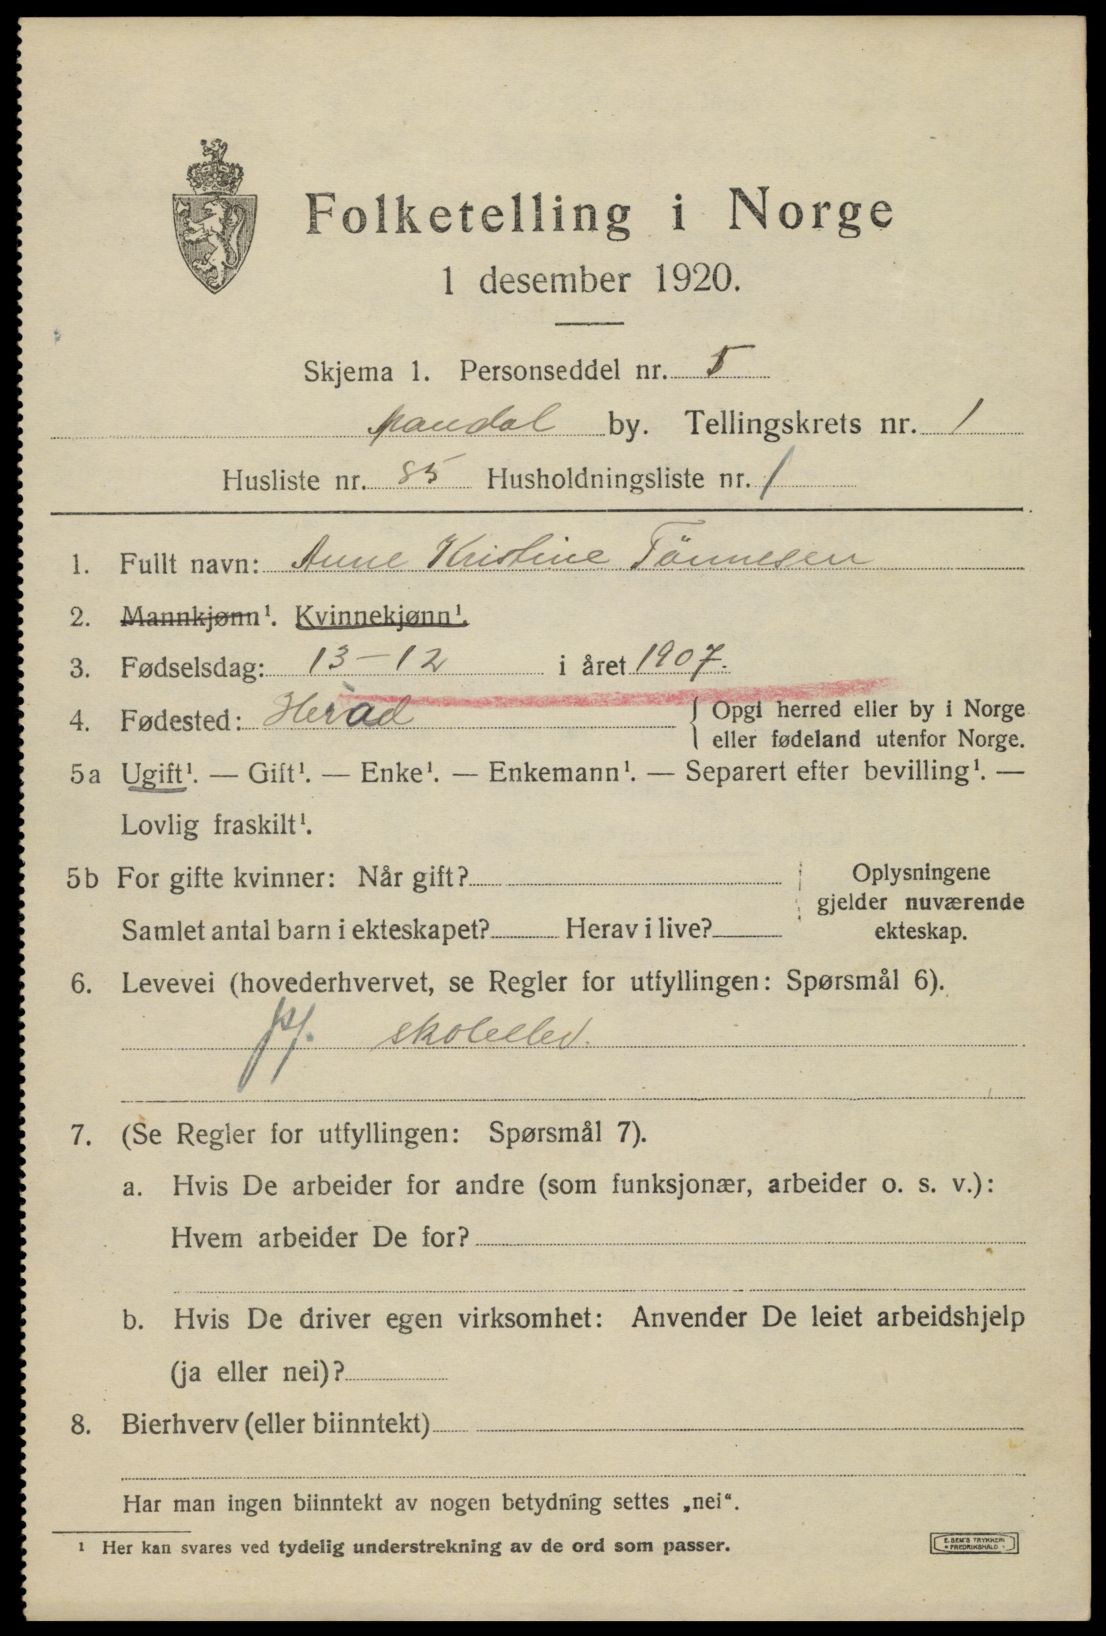 Folketelling i Norge
1 desember 1920.
Skjema 1. Personseddel nr. 5
Mandal by. Tellingskrets nr. 1
Husliste nr. 85 Husholdningsliste nr. 1
1. Fullt navn: Anne Kristine Tönnesen
2. Mannkjønn¹. Kvinnekjønn¹.
3. Fødselsdag: 13-12 i året 1907.
4. Fødested: Herad { Opgi herred eller by i Norge
eller fødeland utenfor Norge.
5a Ugift¹. — Gift¹. — Enke¹. — Enkemann¹. — Separert efter bevilling¹. —
Lovlig fraskilt¹.
5b For gifte kvinner: Når gift? Oplysningene
gjelder nuværende
Samlet antal barn i ekteskapet? Herav i live? ekteskap.
6. Levevei (hovederhvervet, se Regler for utfyllingen: Spørsmål 6).
skoleelev.
7. (Se Regler for utfyllingen: Spørsmål 7).
a. Hvis De arbeider for andre (som funksjonær, arbeider o. s. v.):
Hvem arbeider De for?
b. Hvis De driver egen virksomhet: Anvender De leiet arbeidshjelp
(ja eller nei)?
8. Bierhverv (eller biinntekt)
Har man ingen biinntekt av nogen betydning settes „nei“.
¹ Her kan svares ved tydelig understrekning av de ord som passer.
E. SEM'S TRYKKERI
FREDRIKSHALD